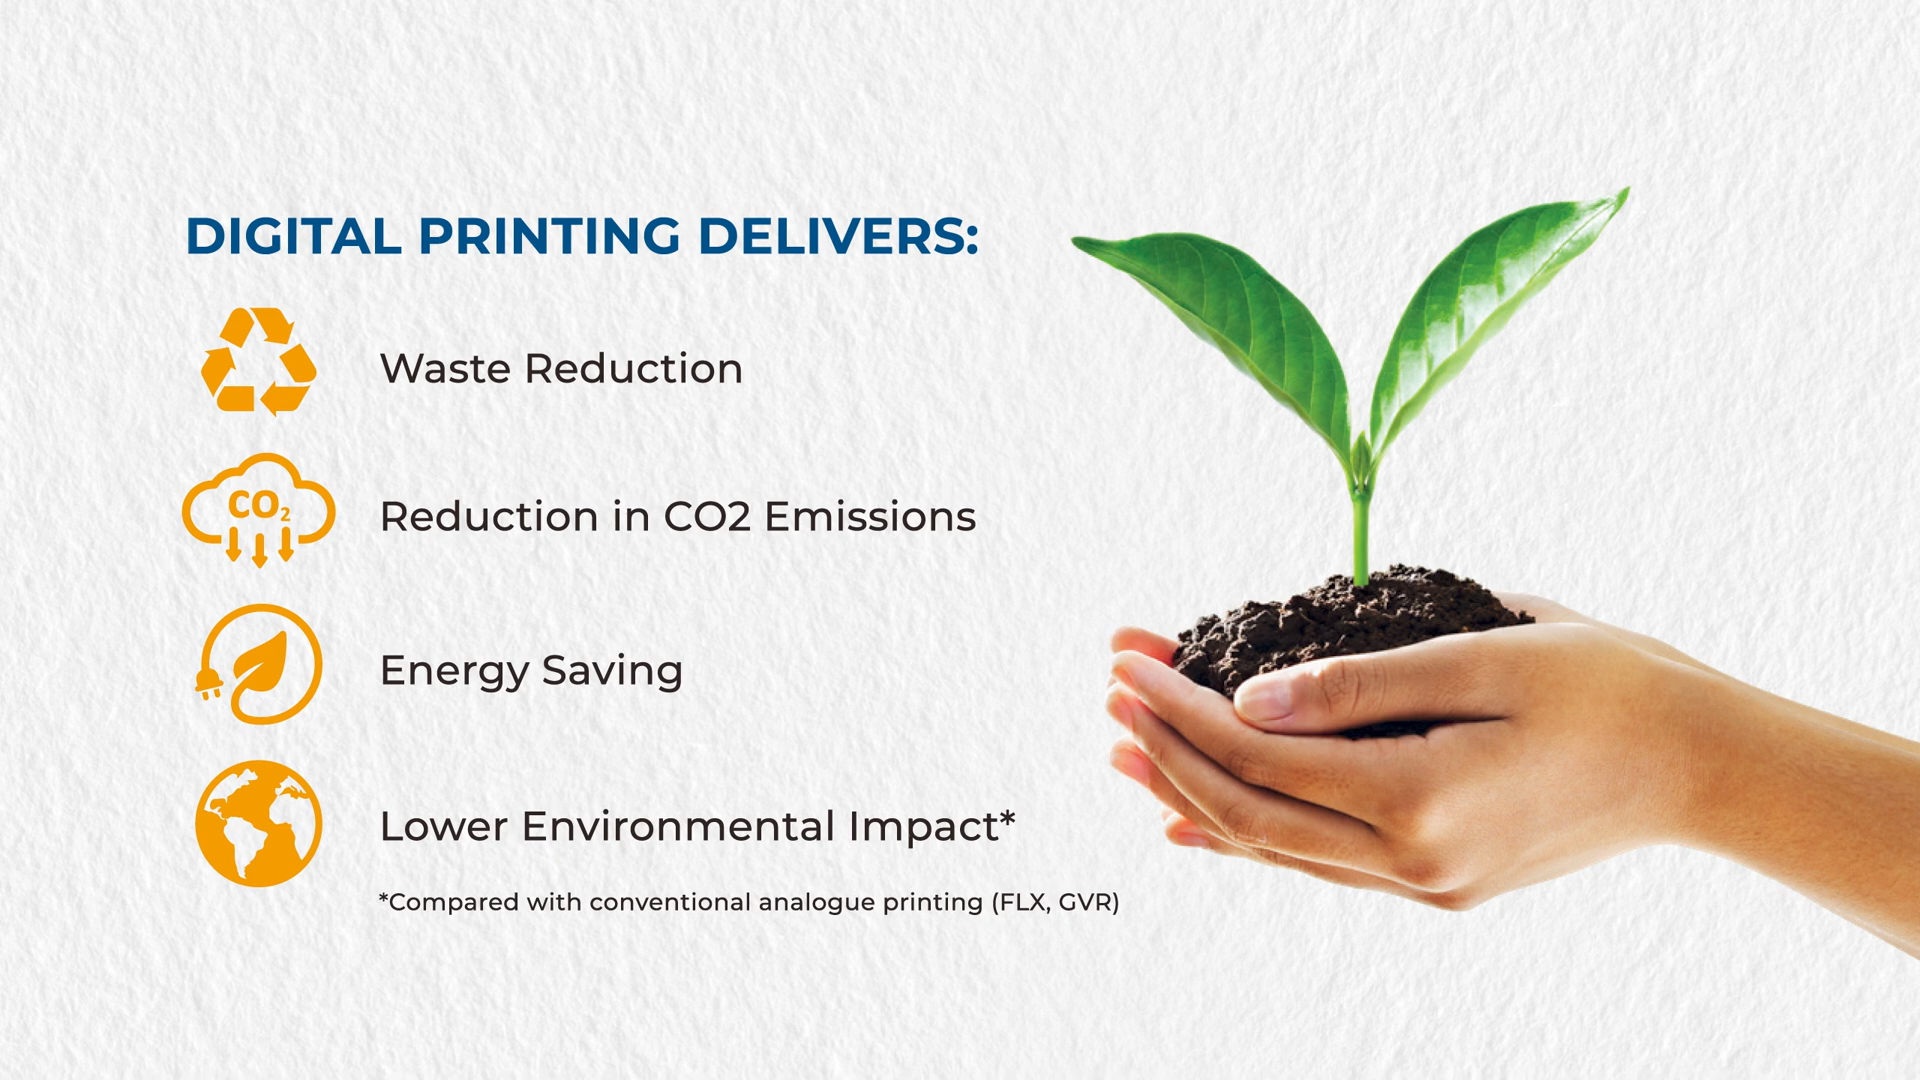 DIGITAL PRINTING DELIVERS:
Waste Reduction
CO₂
Reduction in CO2 Emissions
Energy Saving
Lower Environmental Impact*
*Compared with conventional analogue printing (FLX, GVR)